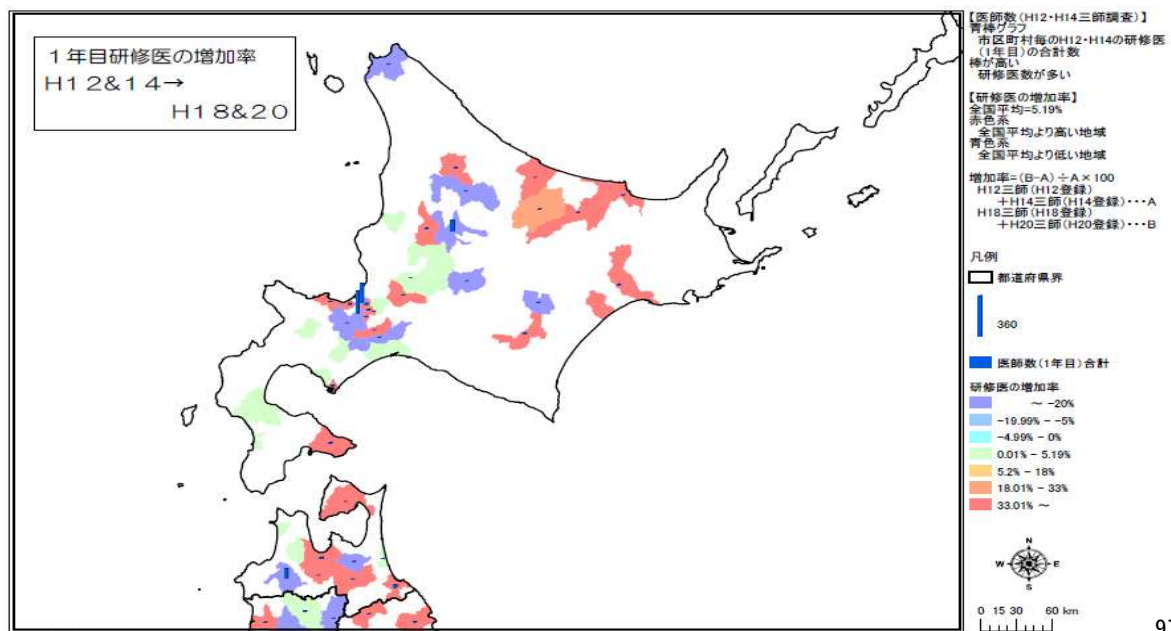 1年目研修医の増加率
H12&14→
H18&20
【医師数(H12・H14三師調査)】
青棒グラフ
市区町村毎のH12・H14の研修医
(1年目)の合計数
棒が高い
研修医数が多い
【研修医の増加率】
全国平均=5.19%
赤色系
全国平均より高い地域
青色系
全国平均より低い地域
増加率=(B-A)÷A×100
H12三師(H12登録)
+H14三師(H14登録)・・・A
H18三師(H18登録)
+H20三師(H20登録)・・・B
凡例
都道府県界
360
医師数(1年目)合計
研修医の増加率
~ -20%
-19.99% - -5%
-4.99% - 0%
0.01% - 5.19%
5.2% - 18%
18.01% - 33%
33.01% ~
N
W E
S
0 15 30 60 km